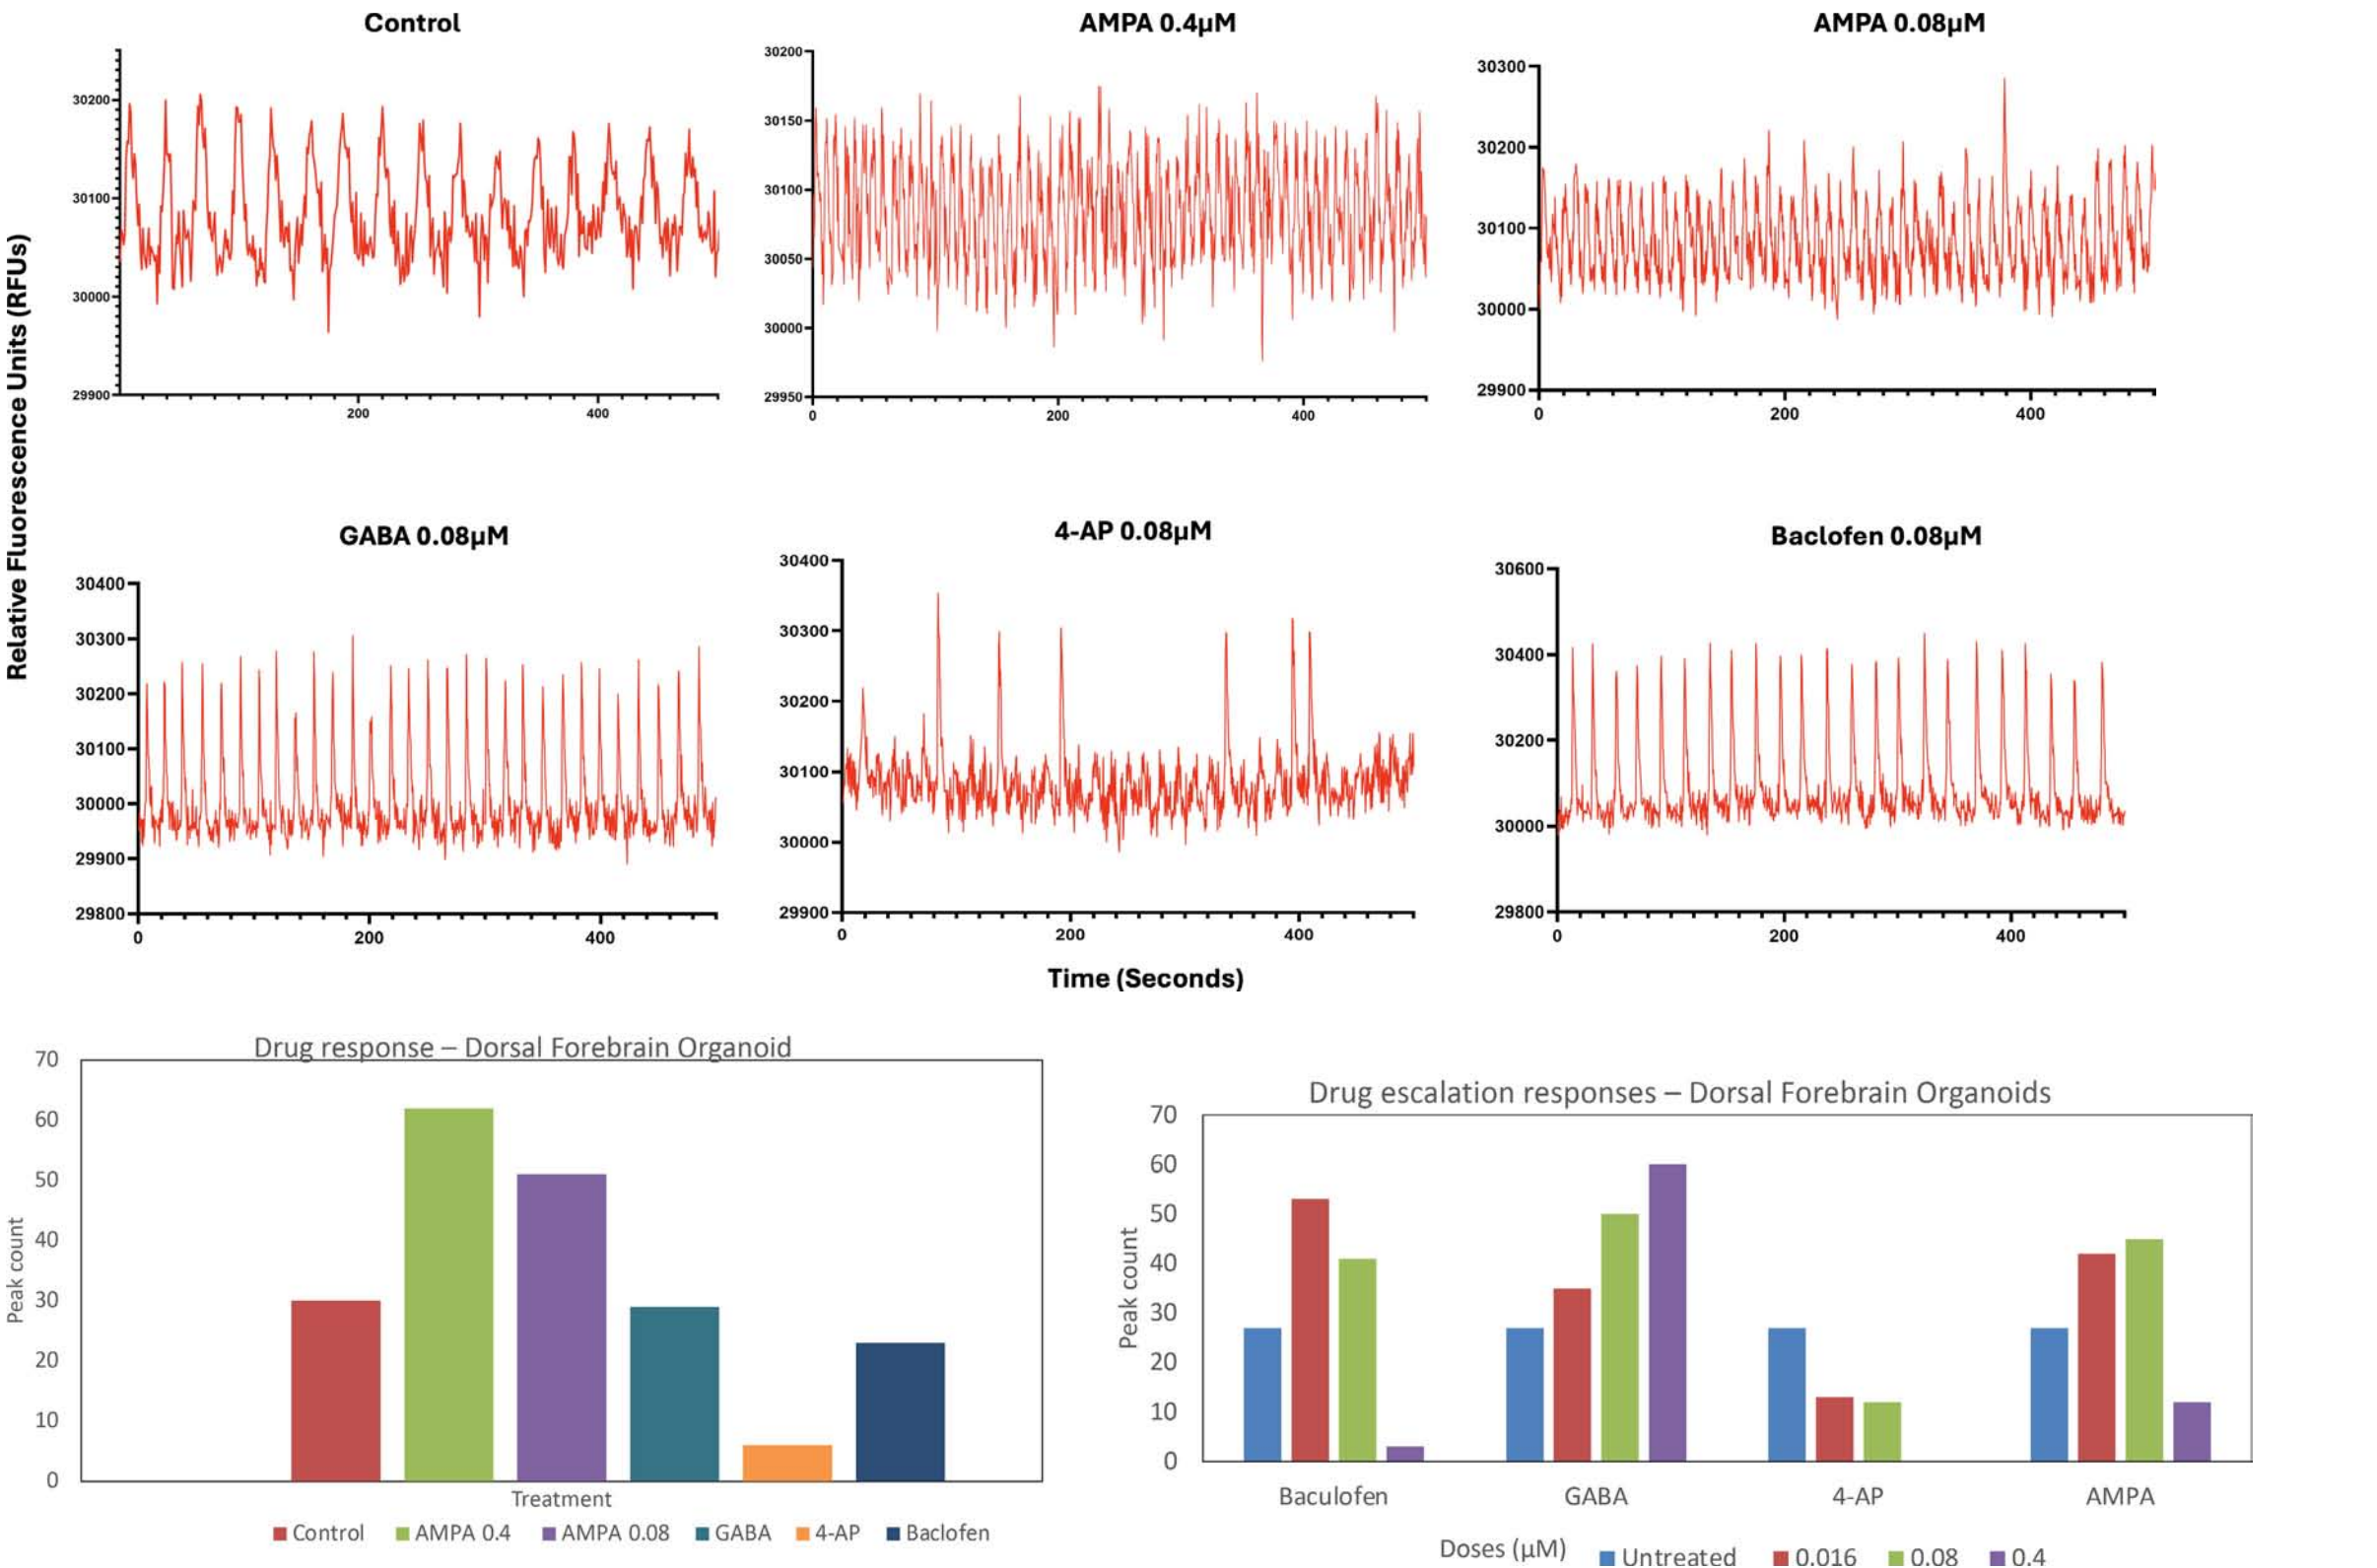 Control
AMPA 0.4µM
AMPA 0.08µM
Relative Fluorescence Units (RFUs)
30200
30100
30000
29900
200
400
30200
30150
30100
30050
30000
29950
0
200
400
30300
30200
30100
30000
29900
0
200
400
GABA 0.08µM
4-AP 0.08µM
Baclofen 0.08µM
30400
30300
30200
30100
30000
29900
29800
0
200
400
30400
30300
30200
30100
30000
29900
0
200
400
30600
30400
30200
30000
29800
0
200
400
Time (Seconds)
Drug response – Dorsal Forebrain Organoid
Peak count
70
60
50
40
30
20
10
0
Treatment
Control
AMPA 0.4
AMPA 0.08
GABA
4-AP
Baclofen
Drug escalation responses – Dorsal Forebrain Organoids
Peak count
70
60
50
40
30
20
10
0
Baculofen
GABA
4-AP
AMPA
Doses (µM)
Untreated
0.016
0.08
0.4